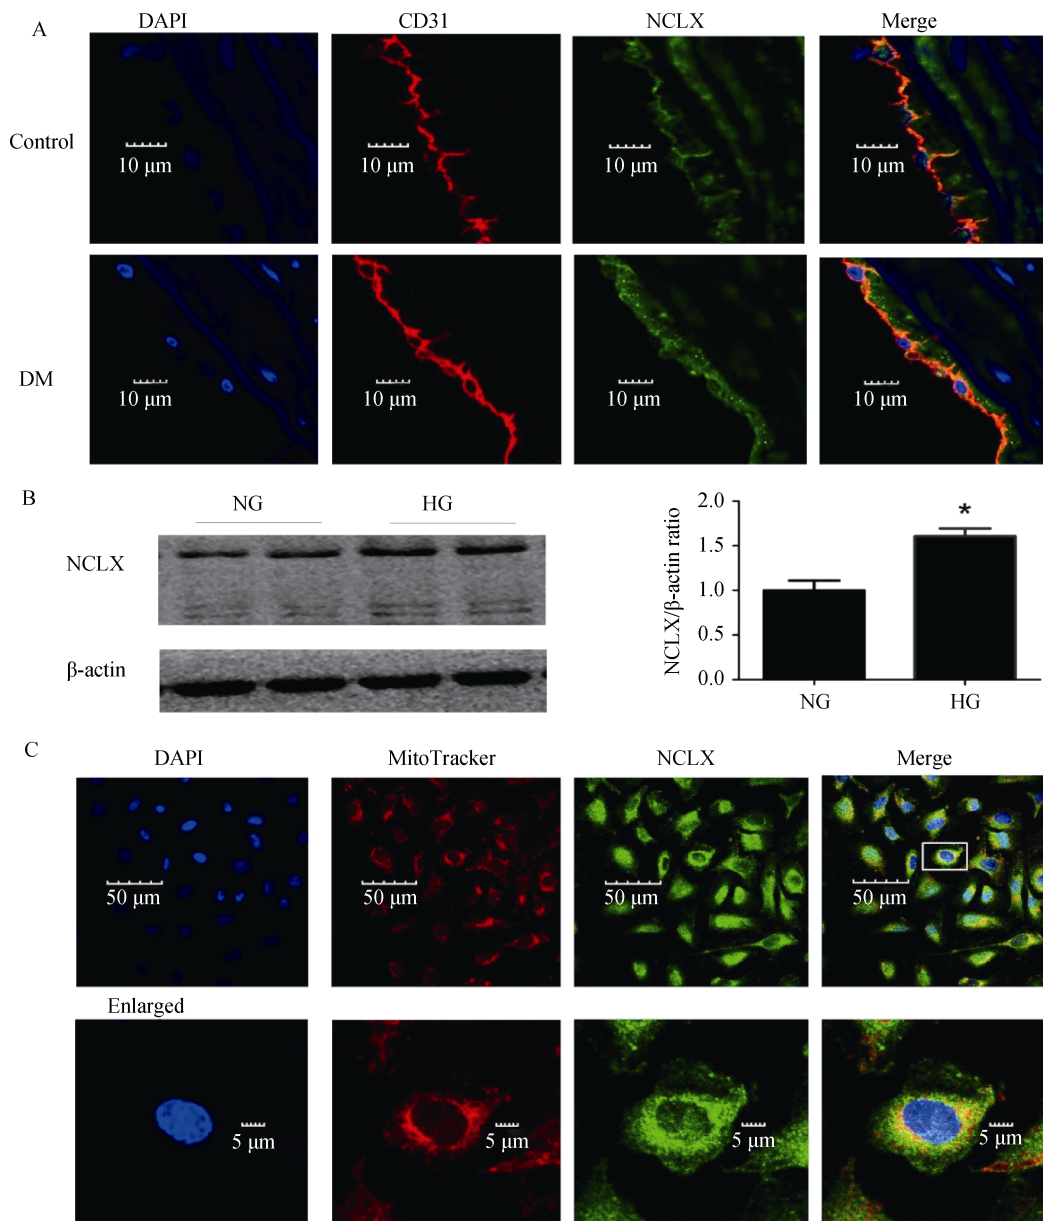 A
DAPI CD31 NCLX Merge
Control
10 μm 10 μm 10 μm 10 μm
DM
10 μm 10 μm 10 μm 10 μm
B
NG HG
NCLX
β-actin
NCLX/β-actin ratio
2.0
1.5
1.0
0.5
0.0
*
NG HG
C
DAPI MitoTracker NCLX Merge
50 μm 50 μm 50 μm 50 μm
Enlarged
5 μm 5 μm 5 μm 5 μm